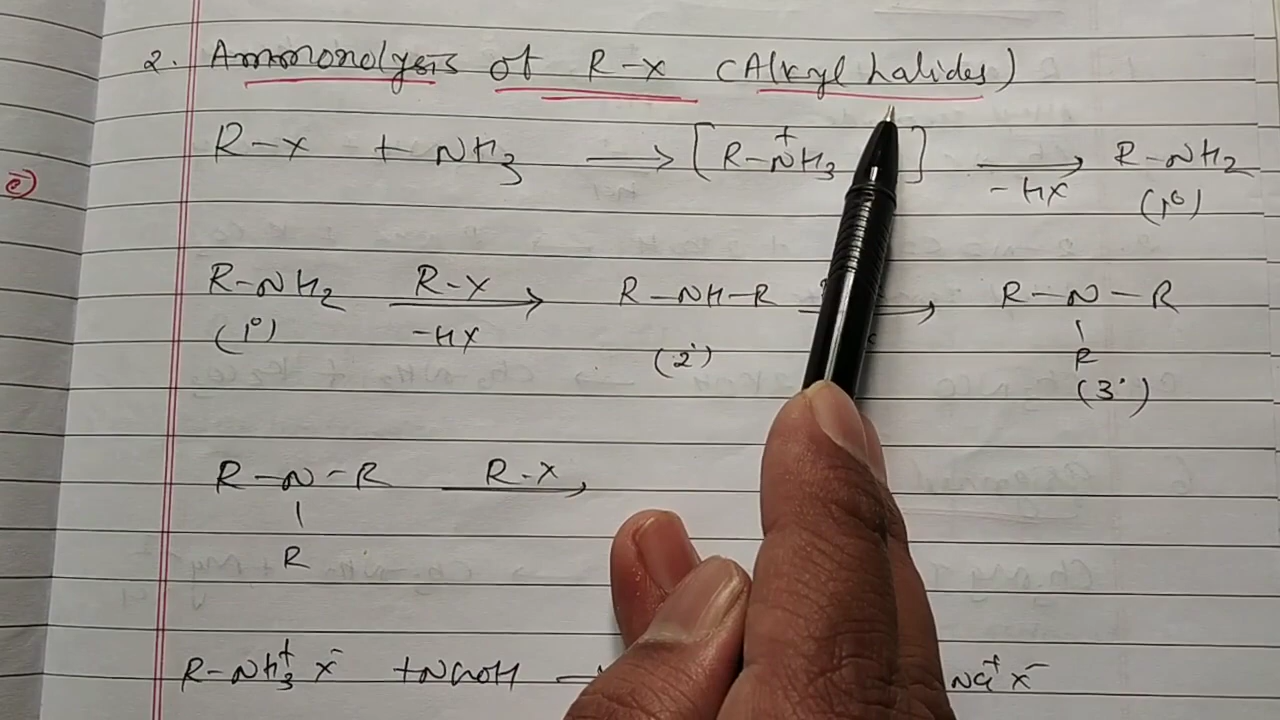 2. Ammonolysis of R-X (Alkyl halides)
R-X + NH3 ⟶ [R-N⁺H3 ] ⟶ R-NH2
-HX (1°)
e)
R-NH2 R-X ⟶ R-NH-R ⟶ R-N-R
(1°) -HX (2°) R
(3°)
R-N-R R-X ⟶
R
R-NH3⁺ X⁻ +NaOH Na⁺X⁻